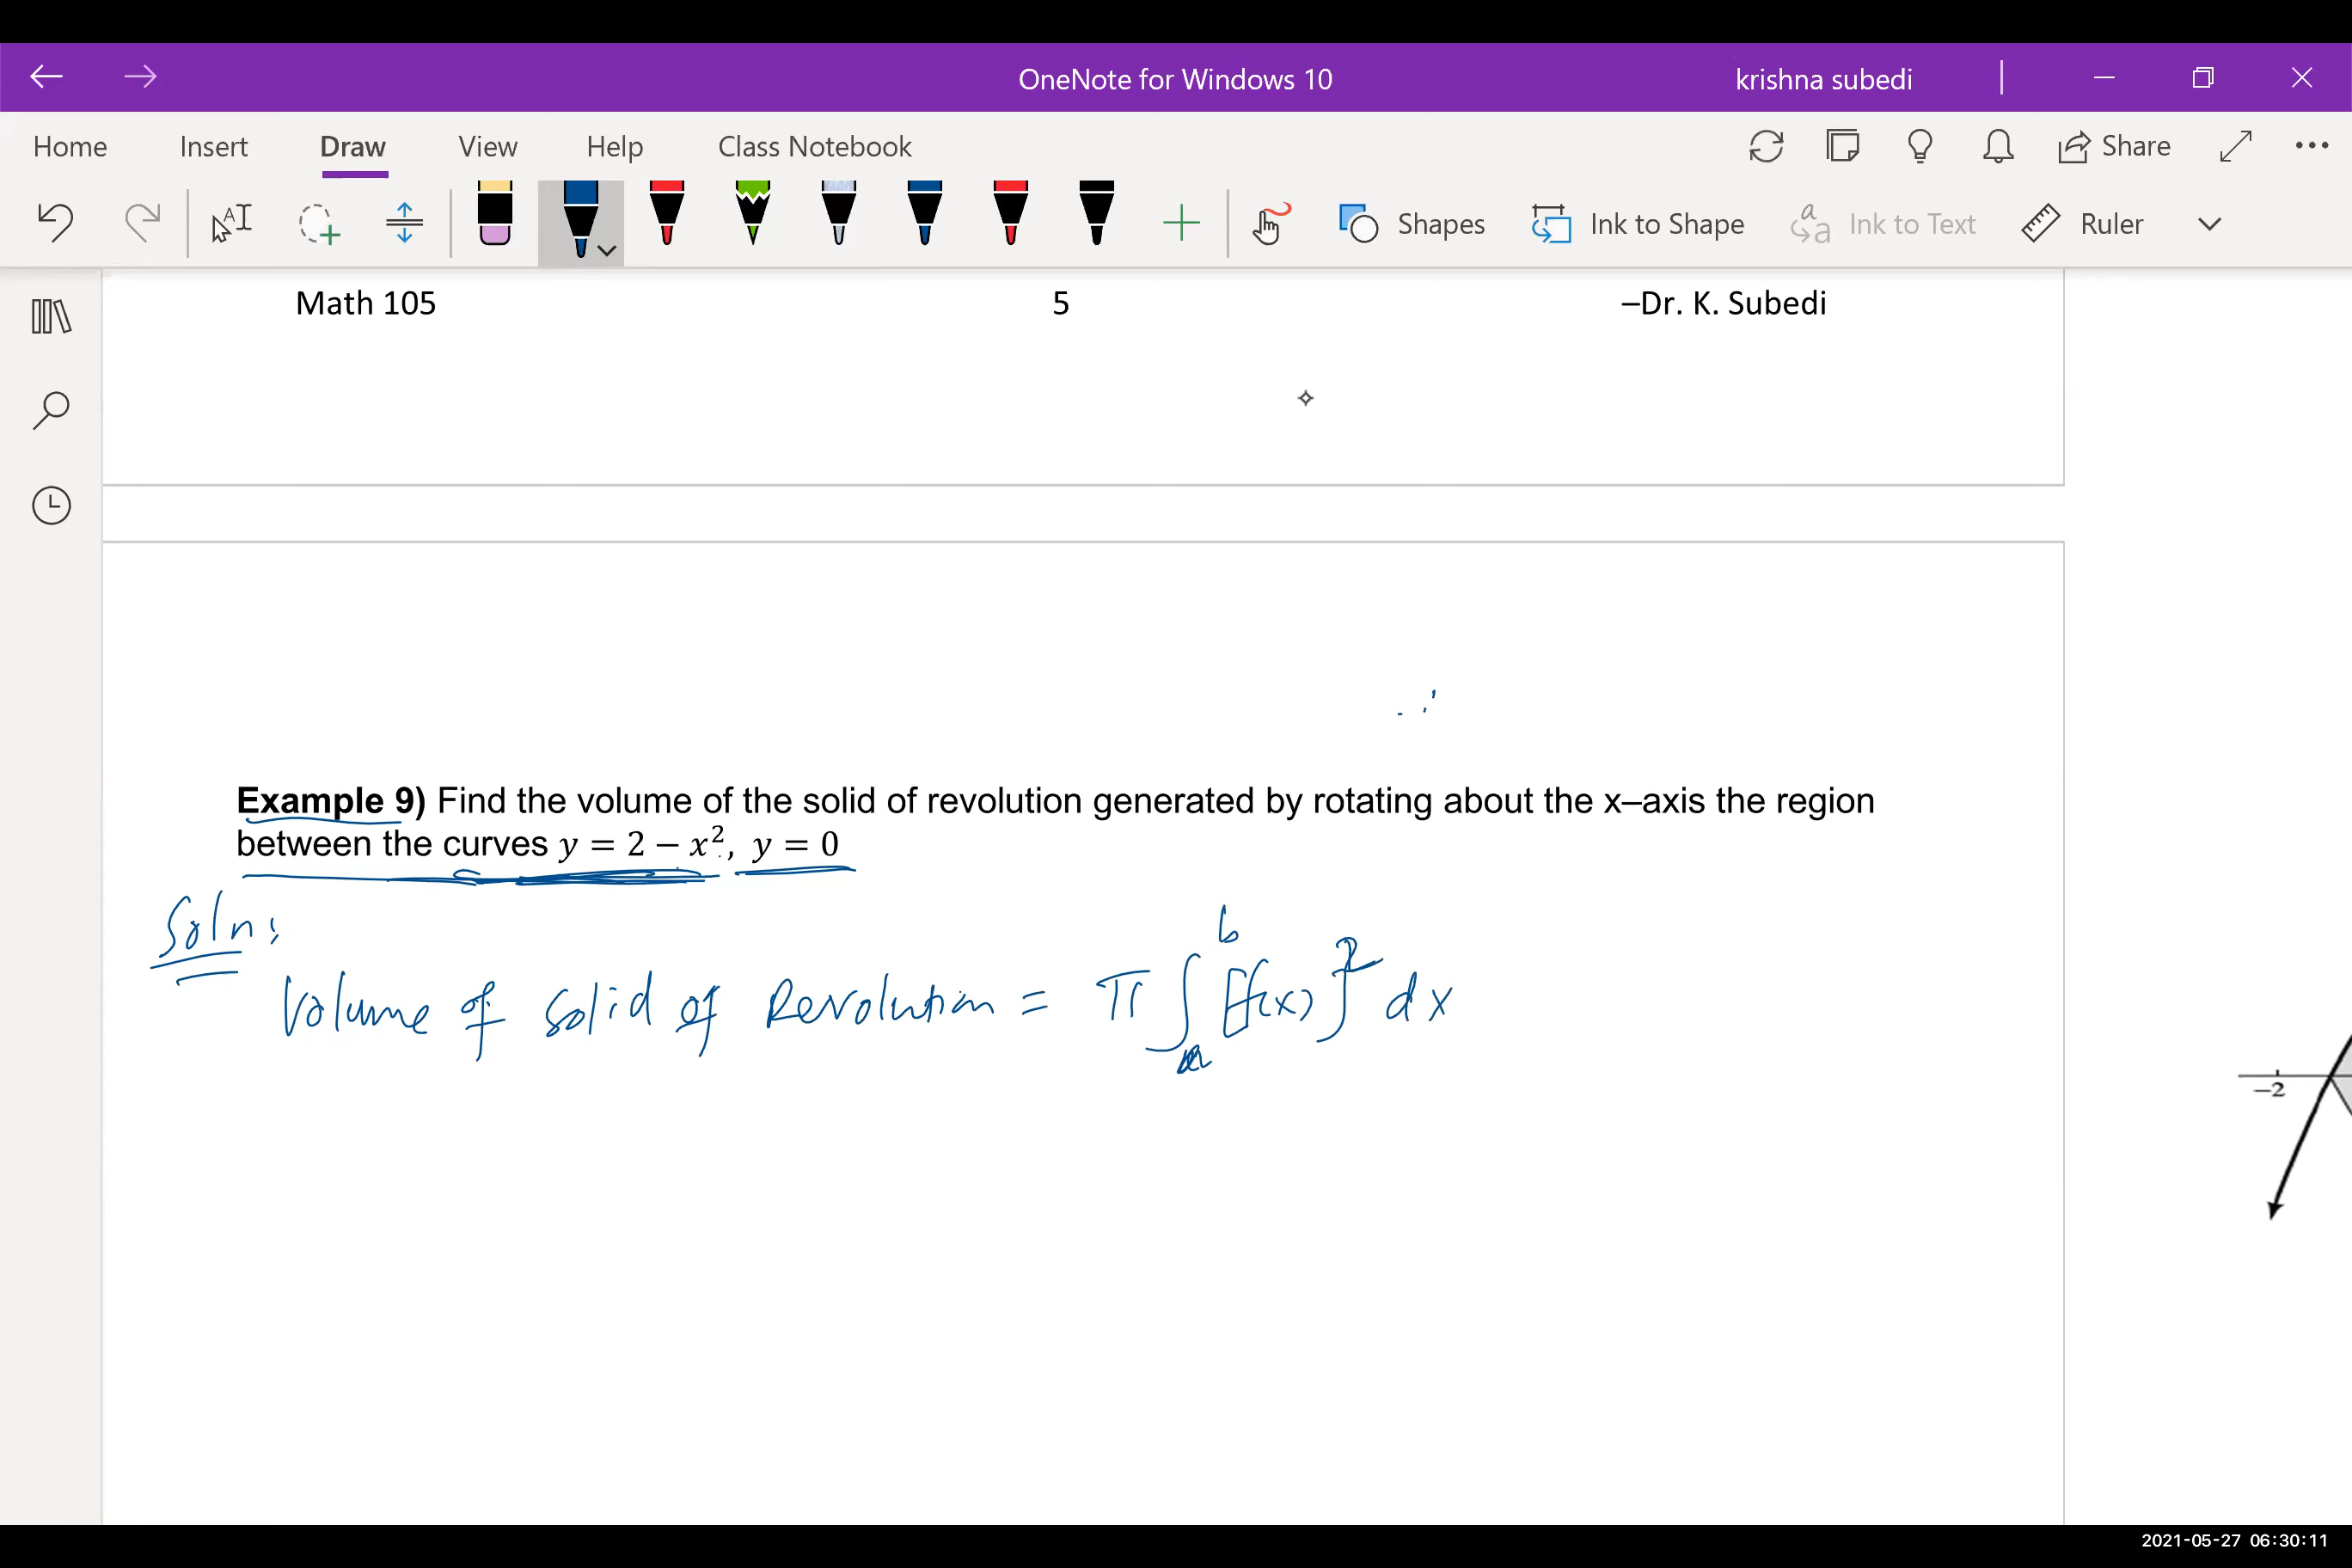 OneNote for Windows 10 krishna subedi
Home Insert Draw View Help Class Notebook Share
Shapes Ink to Shape Ink to Text Ruler
Math 105 5 –Dr. K. Subedi
Example 9) Find the volume of the solid of revolution generated by rotating about the x–axis the region
between the curves y = 2 − x², y = 0
Soln:
Volume of solid of Revolution = π ∫ₐᵇ [f(x)]² dx
−2
2021-05-27 06:30:11